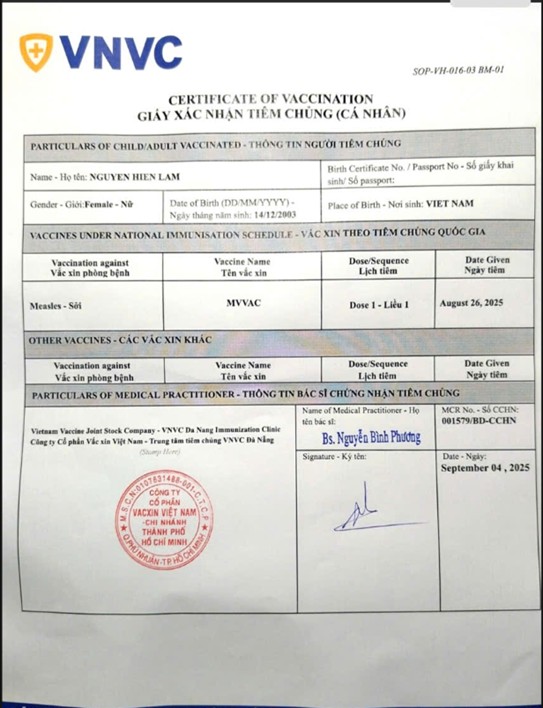 VNVC
SOP-VH-016-03 BM-01
CERTIFICATE OF VACCINATION
GIẤY XÁC NHẬN TIÊM CHỦNG (CÁ NHÂN)
PARTICULARS OF CHILD/ADULT VACCINATED - THÔNG TIN NGƯỜI TIÊM CHỦNG
Name - Họ tên: NGUYEN HIEN LAM
Birth Certificate No. / Passport No - Số giấy khai
sinh/ Số passport:
Gender - Giới:Female - Nữ
Date of Birth (DD/MM/YYYY) -
Ngày tháng năm sinh: 14/12/2003
Place of Birth - Nơi sinh: VIET NAM
VACCINES UNDER NATIONAL IMMUNISATION SCHEDULE - VẮC XIN THEO TIÊM CHỦNG QUỐC GIA
Vaccination against
Vắc xin phòng bệnh
Vaccine Name
Tên vắc xin
Dose/Sequence
Lịch tiêm
Date Given
Ngày tiêm
Measles - Sởi
MVVAC
Dose 1 - Liều 1
August 26, 2025
OTHER VACCINES - CÁC VẮC XIN KHÁC
Vaccination against
Vắc xin phòng bệnh
Vaccine Name
Tên vắc xin
Dose/Sequence
Lịch tiêm
Date Given
Ngày tiêm
PARTICULARS OF MEDICAL PRACTITIONER - THÔNG TIN BÁC SĨ CHỨNG NHẬN TIÊM CHỦNG
Vietnam Vaccine Joint Stock Company - VNVC Da Nang Immunization Clinic
Công ty Cổ phần Vắc xin Việt Nam - Trung tâm tiêm chủng VNVC Đà Nẵng
(Stamp Here)
M.S.C.N:0107631488-001-C.T.C.P
CÔNG TY
CỔ PHẦN
VACXIN VIỆT NAM
-CHI NHÁNH
THÀNH PHỐ
HỒ CHÍ MINH
Q.PHÚ NHUẬN-TP.HỒ CHÍ MINH
Name of Medical Practitioner - Họ
tên bác sĩ:
Bs. Nguyễn Bình Phương
MCR No. - Số CCHN:
001579/BD-CCHN
Signature - Ký tên:
Date - Ngày:
September 04 , 2025